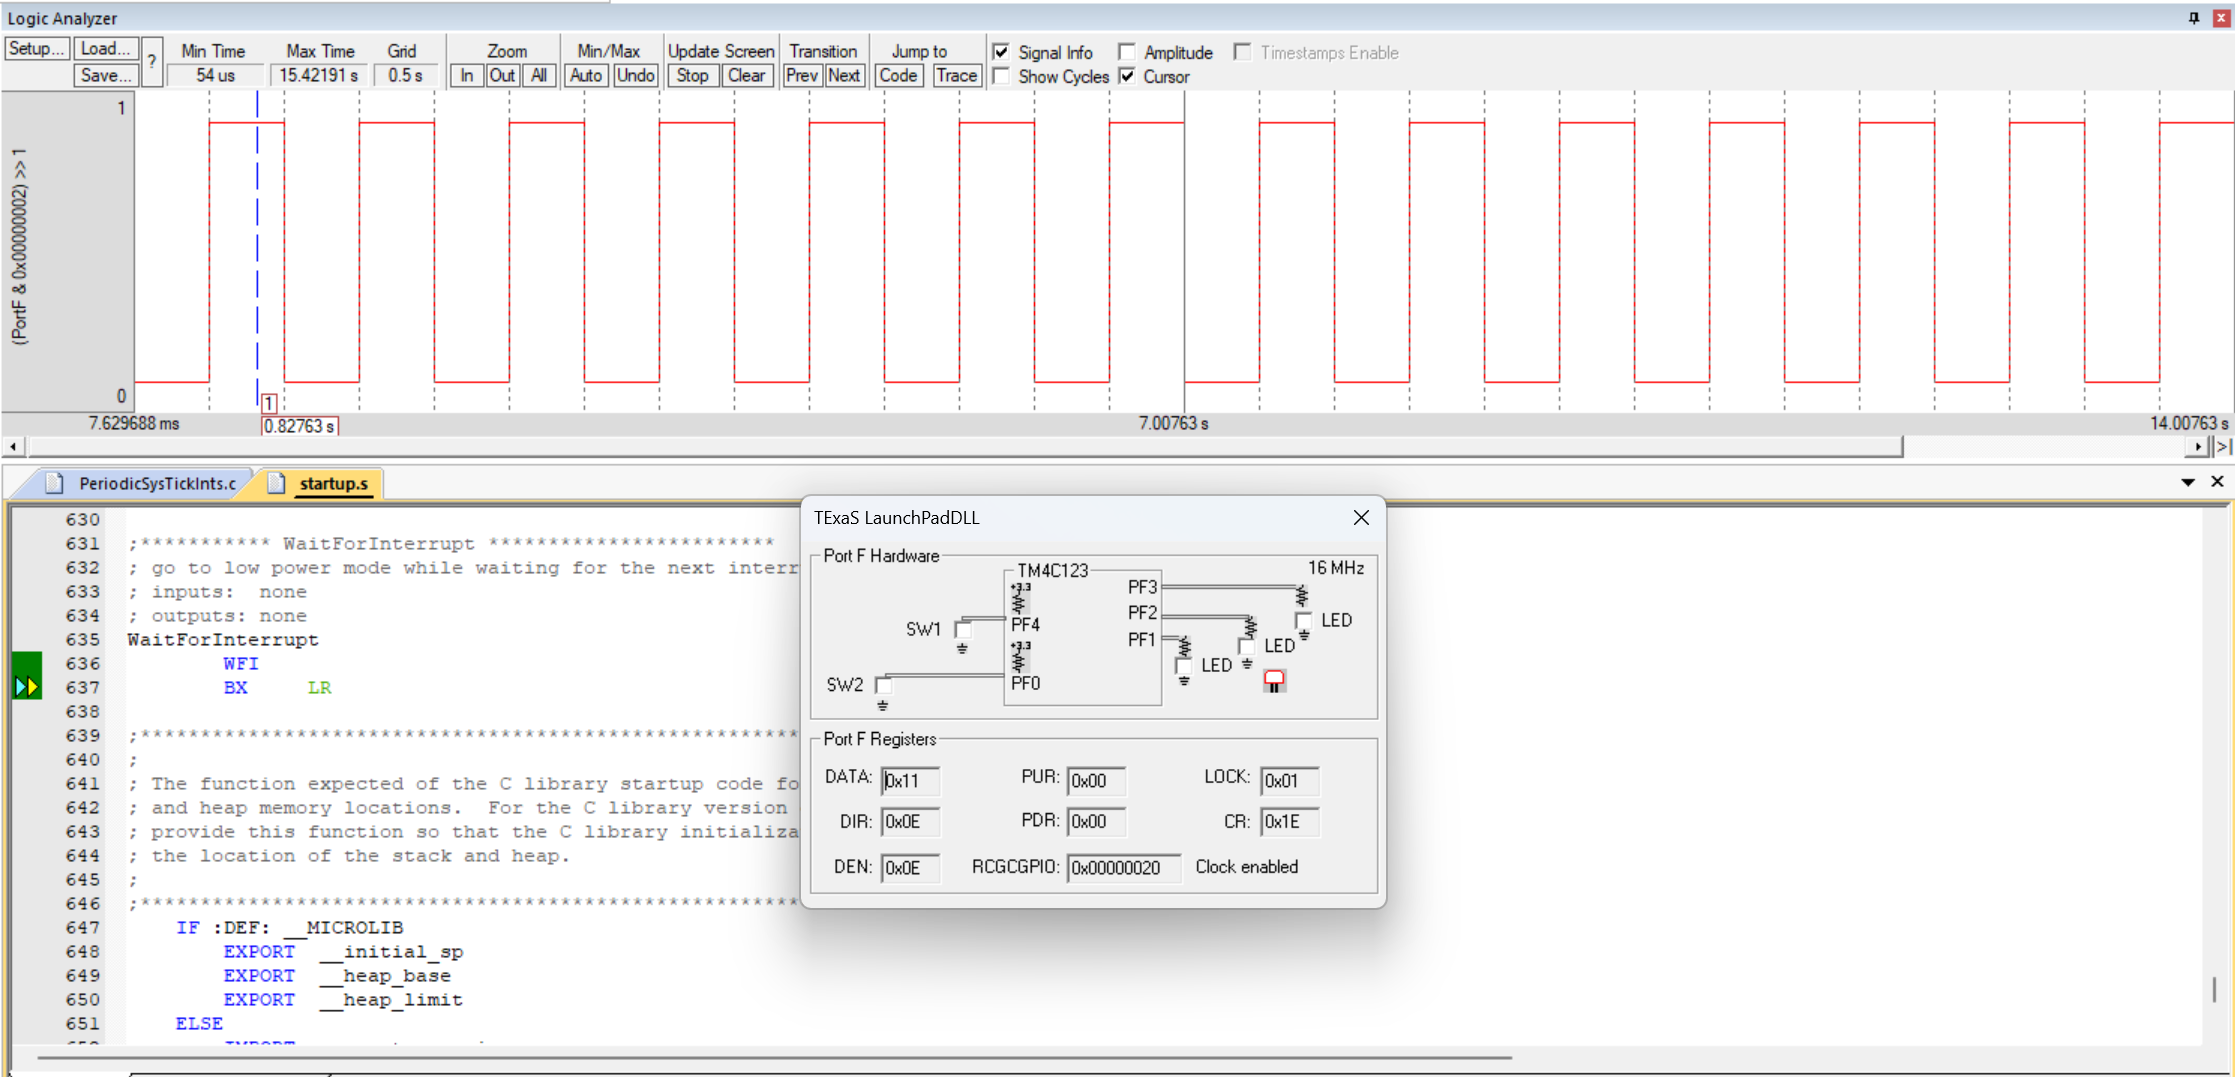 Logic Analyzer
Setup... Load... ? Min Time Max Time Grid Zoom Min/Max Update Screen Transition Jump to Signal Info Amplitude Timestamps Enable
Save... 54 us 15.42191 s 0.5 s In Out All Auto Undo Stop Clear Prev Next Code Trace Show Cycles Cursor
1
(PortF & 0x00000002) >> 1
0
1
7.629688 ms 0.82763 s 7.00763 s 14.00763 s
PeriodicSysTickInts.c startup.s
630
631 ;*********** WaitForInterrupt ************************
632 ; go to low power mode while waiting for the next interr
633 ; inputs:  none
634 ; outputs: none
635 WaitForInterrupt
636 WFI
637 BX LR
638
639 ;*******************************************************
640 ;
641 ; The function expected of the C library startup code fo
642 ; and heap memory locations.  For the C library version
643 ; provide this function so that the C library initializa
644 ; the location of the stack and heap.
645 ;
646 ;*******************************************************
647 IF :DEF: __MICROLIB
648 EXPORT __initial_sp
649 EXPORT __heap_base
650 EXPORT __heap_limit
651 ELSE
TExaS LaunchPadDLL
Port F Hardware
TM4C123 16 MHz
+3.3 PF3
PF2 LED
SW1 PF4 PF1 LED
+3.3 LED
SW2 PF0
Port F Registers
DATA: 0x11 PUR: 0x00 LOCK: 0x01
DIR: 0x0E PDR: 0x00 CR: 0x1E
DEN: 0x0E RCGCGPIO: 0x00000020 Clock enabled